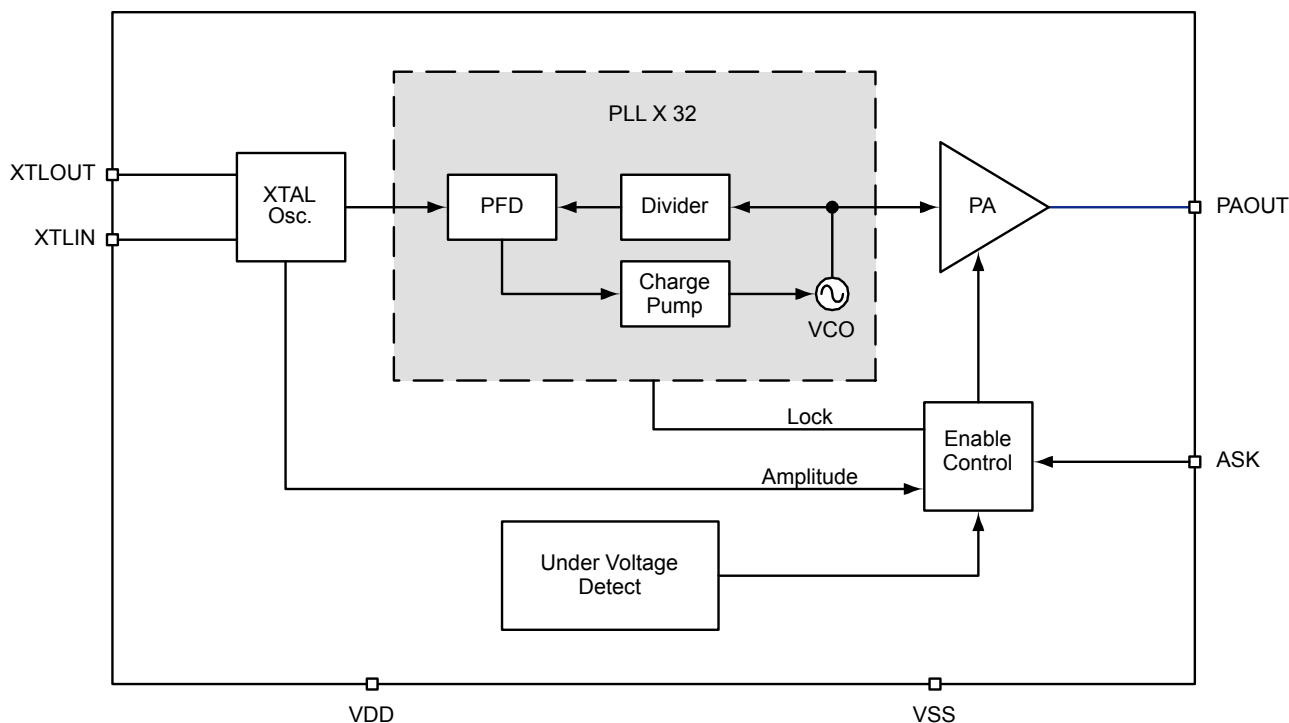 PLL X 32
XTLOUT
XTLIN
XTAL
Osc.
PFD
Divider
PA
PAOUT
Charge
Pump
VCO
Lock
Enable
Control
ASK
Amplitude
Under Voltage
Detect
VDD
VSS